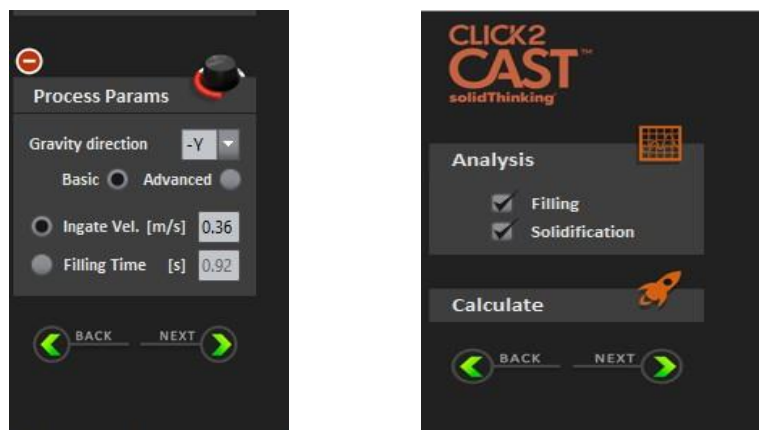 Process Params
Gravity direction -Y
Basic Advanced
Ingate Vel. [m/s] 0.36
Filling Time [s] 0.92
BACK NEXT
CLICK2
CAST™
solidThinking
Analysis
Filling
Solidification
Calculate
BACK NEXT